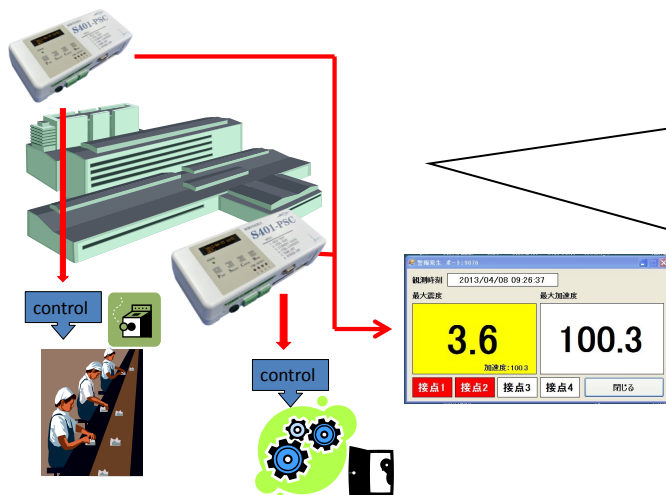 S401-PSC
S401-PSC
control
control
警報発生 ポート:9076
観測時刻 2013/04/08 09:26:37
最大震度 最大加速度
3.6 100.3
加速度:100.3
接点1 接点2 接点3 接点4 閉じる